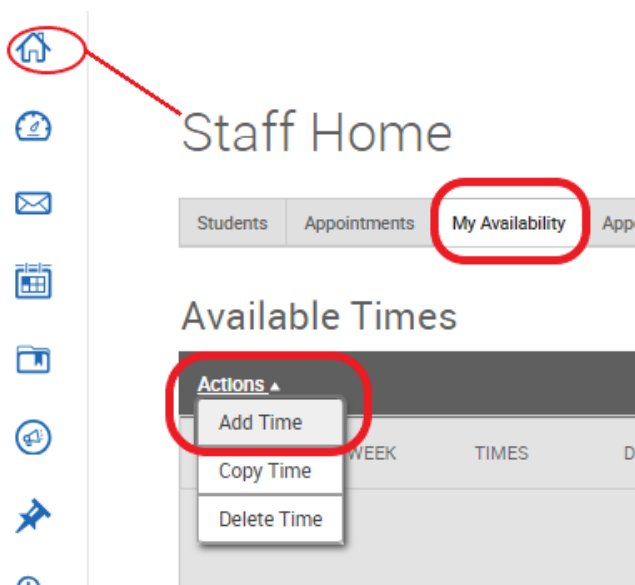 Staff Home
Students Appointments My Availability
Available Times
Actions
Add Time
WEEK TIMES
Copy Time
Delete Time